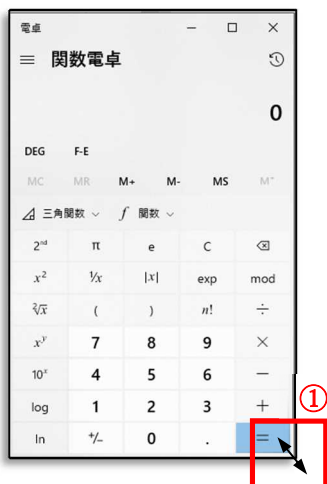 電卓
関数電卓
0
DEG F-E
MC MR M+ M- MS M˅
三角関数 f 関数
2ⁿᵈ π e C
x² ¹/x |x| exp mod
²√x ( ) n! ÷
xʸ 7 8 9 ×
10ˣ 4 5 6 −
log 1 2 3 +
ln +/− 0 . =
①